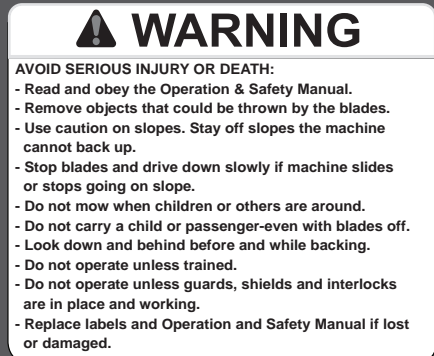 WARNING
AVOID SERIOUS INJURY OR DEATH:
- Read and obey the Operation & Safety Manual.
- Remove objects that could be thrown by the blades.
- Use caution on slopes. Stay off slopes the machine
cannot back up.
- Stop blades and drive down slowly if machine slides
or stops going on slope.
- Do not mow when children or others are around.
- Do not carry a child or passenger-even with blades off.
- Look down and behind before and while backing.
- Do not operate unless trained.
- Do not operate unless guards, shields and interlocks
are in place and working.
- Replace labels and Operation and Safety Manual if lost
or damaged.